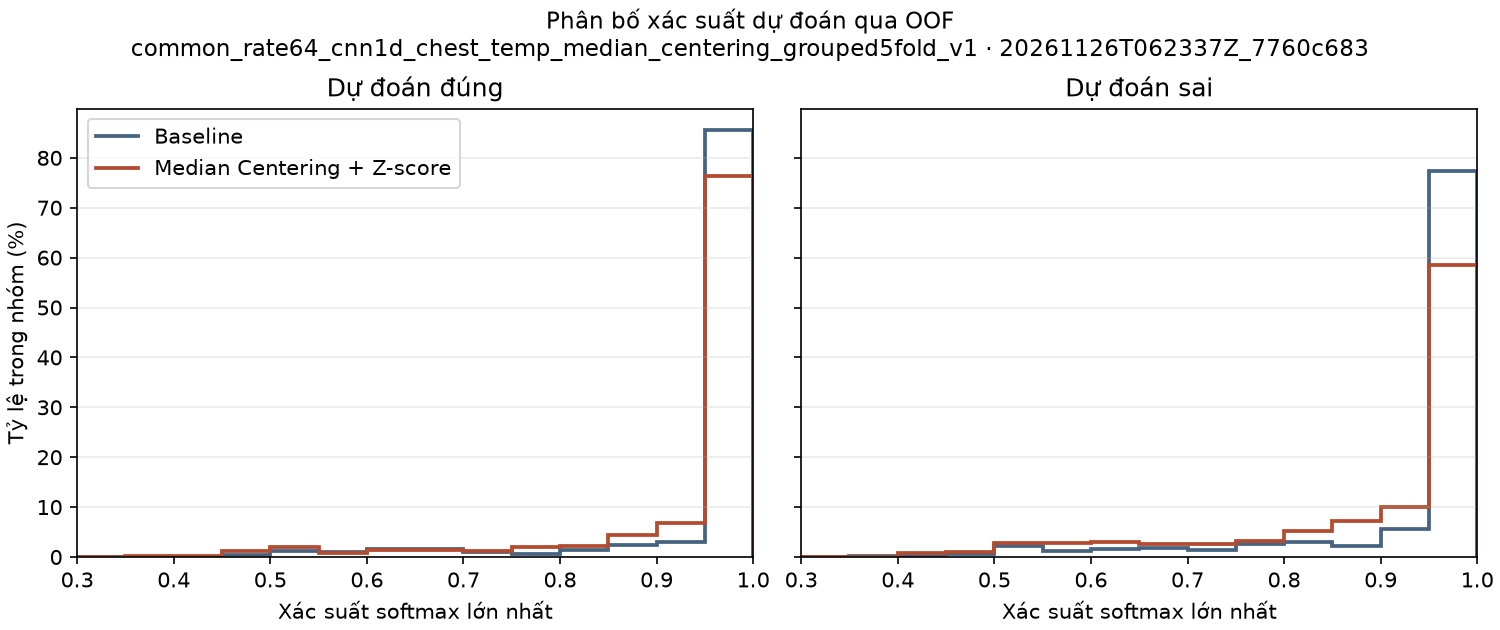 Phân bố xác suất dự đoán qua OOF
common_rate64_cnn1d_chest_temp_median_centering_grouped5fold_v1 · 20261126T062337Z_7760c683
Dự đoán đúng
Baseline
Median Centering + Z-score
Tỷ lệ trong nhóm (%)
80
70
60
50
40
30
20
10
0
0.3 0.4 0.5 0.6 0.7 0.8 0.9 1.0
Xác suất softmax lớn nhất
Dự đoán sai
0.3 0.4 0.5 0.6 0.7 0.8 0.9 1.0
Xác suất softmax lớn nhất